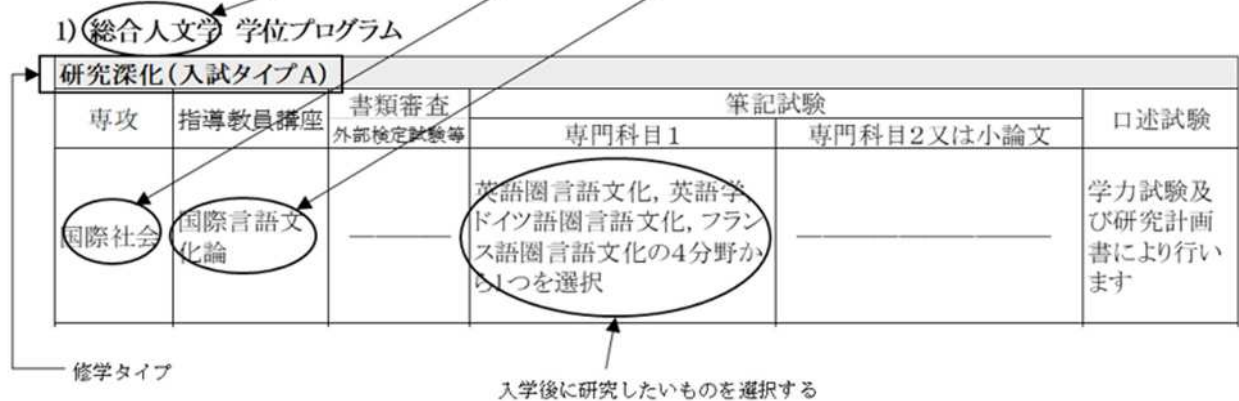 1) 総合人文学 学位プログラム
研究深化(入試タイプA)
専攻
指導教員講座
書類審査
外部検定試験等
筆記試験
専門科目1
専門科目2又は小論文
口述試験
国際社会
国際言語文
化論
英語圏言語文化, 英語学,
ドイツ語圏言語文化, フラン
ス語圏言語文化の4分野か
ら1つを選択
学力試験及
び研究計画
書により行い
ます
修学タイプ
入学後に研究したいものを選択する